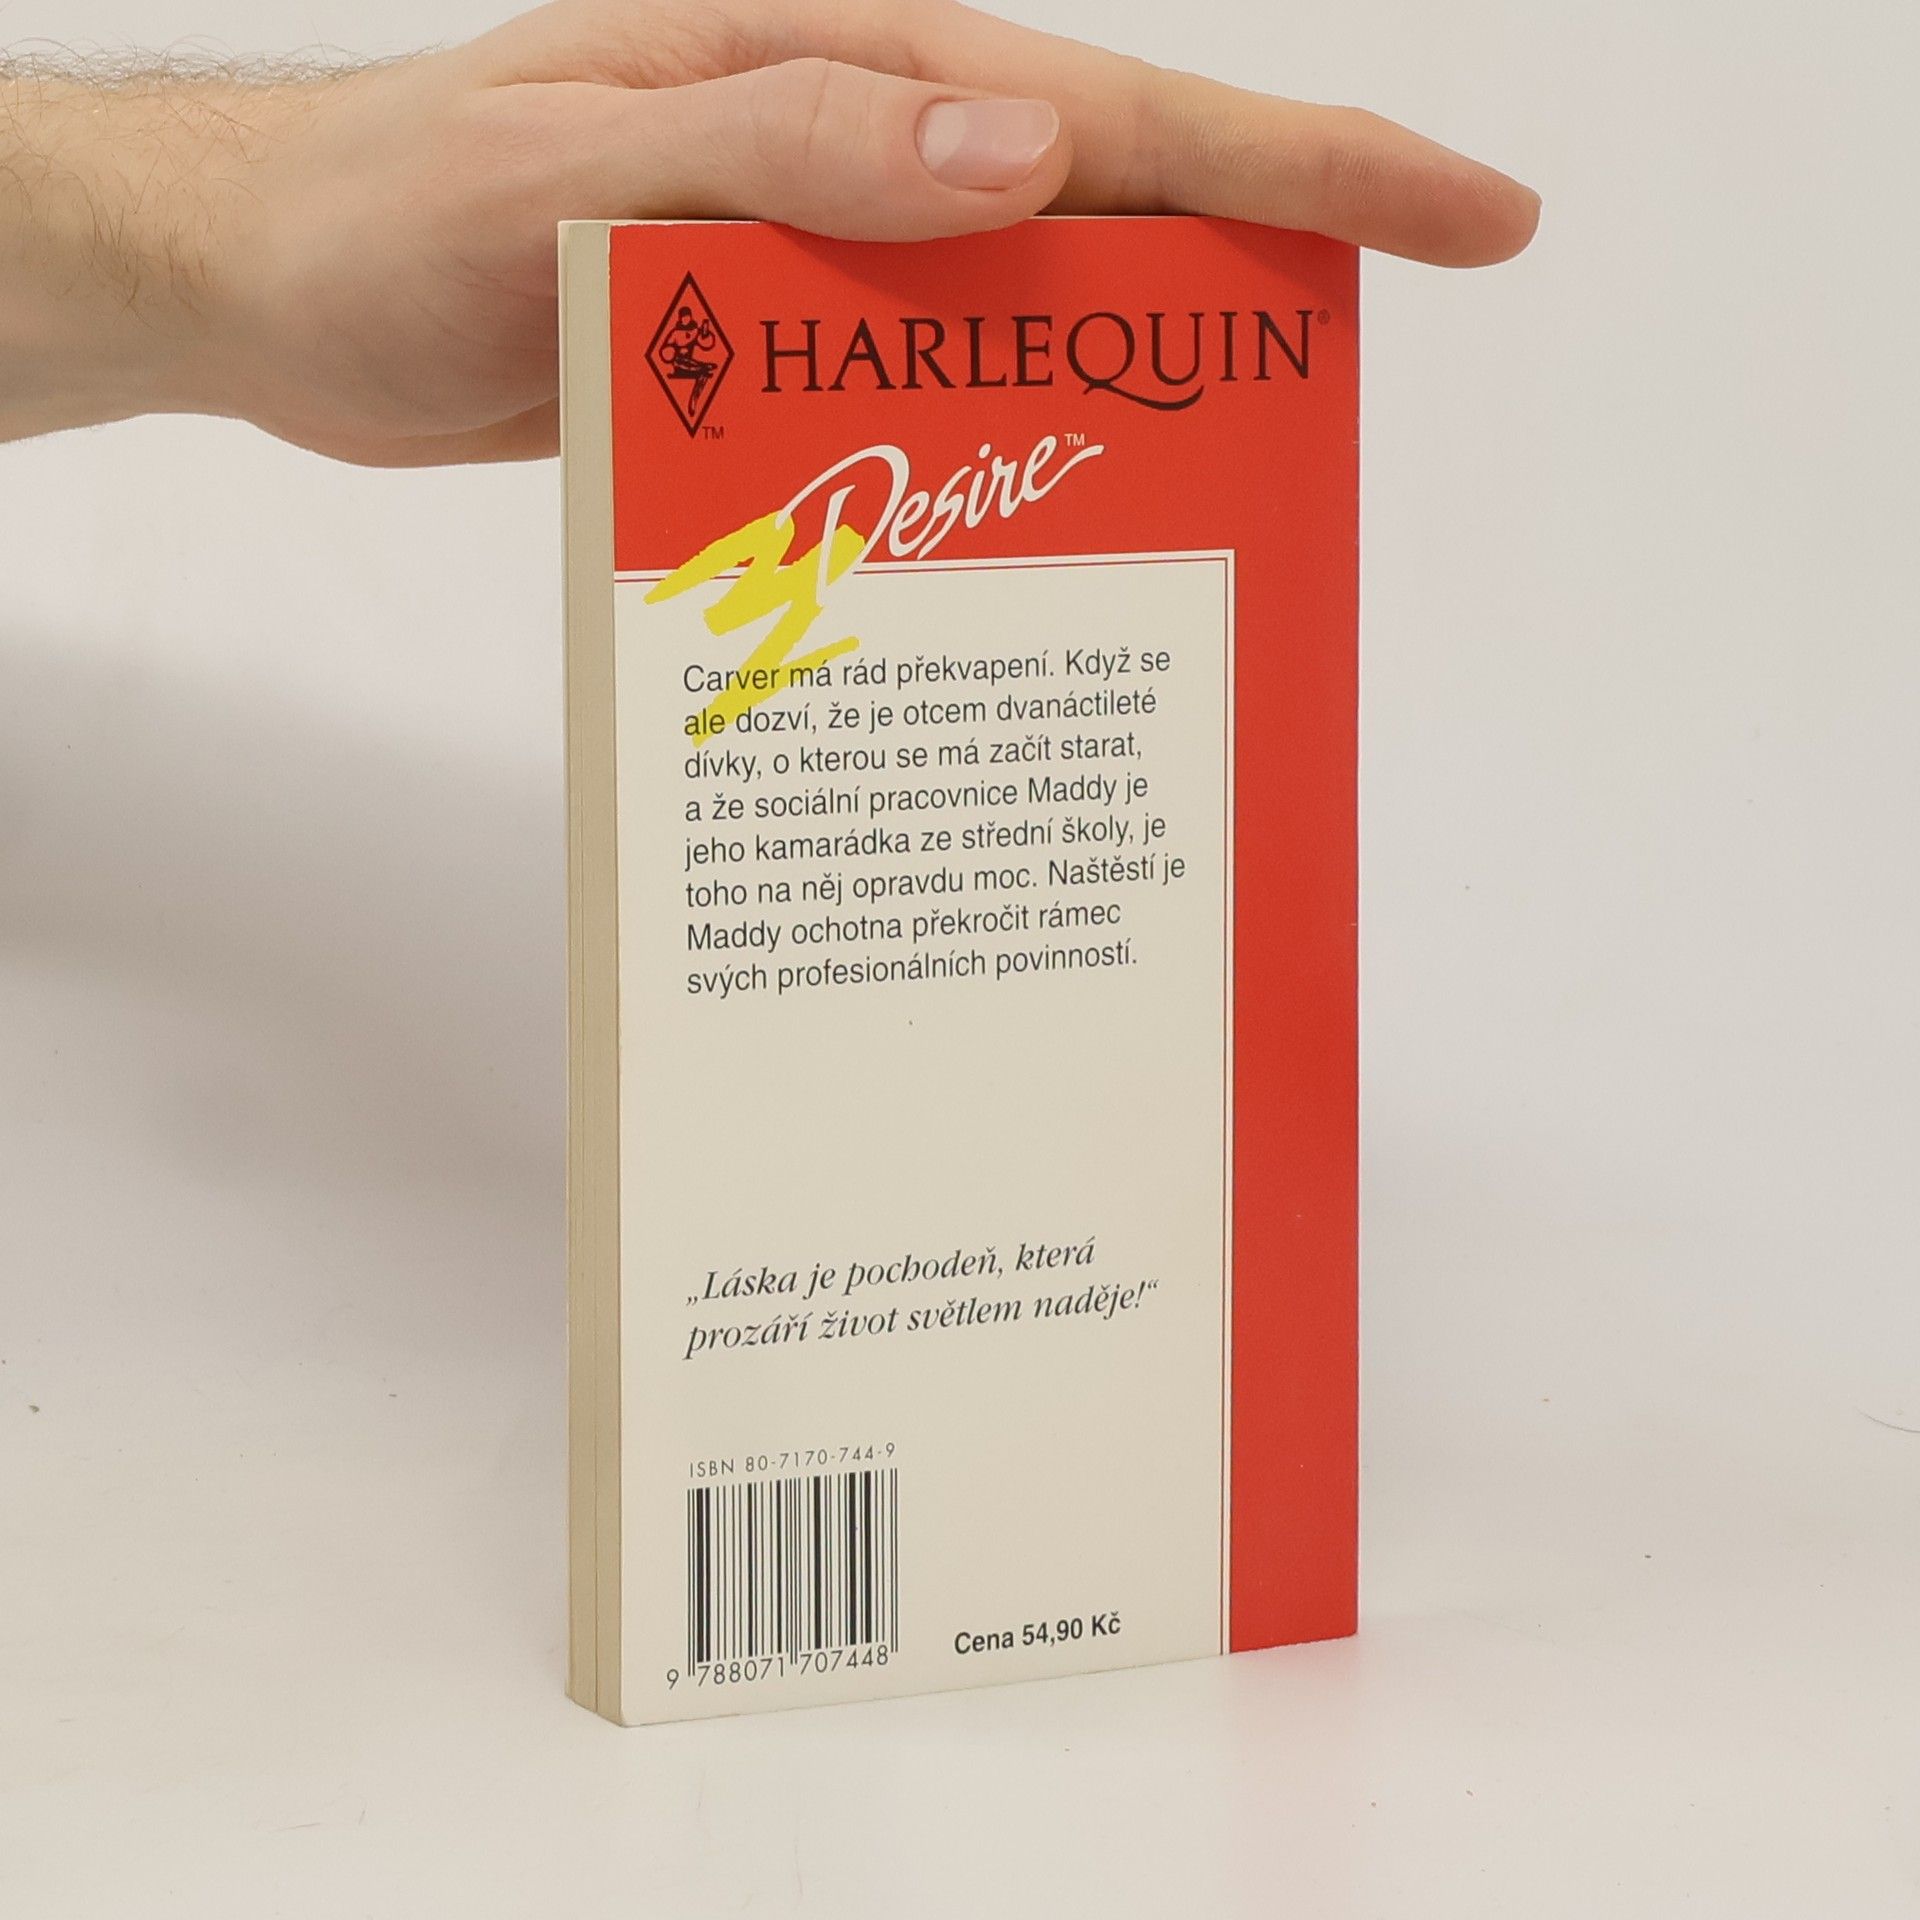 HARLEQUIN®
TM
Desire™
Carver má rád překvapení. Když se
ale dozví, že je otcem dvanáctileté
dívky, o kterou se má začít starat,
a že sociální pracovnice Maddy je
jeho kamarádka ze střední školy, je
toho na něj opravdu moc. Naštěstí je
Maddy ochotna překročit rámec
svých profesionálních povinností.
„Láska je pochodeň, která
prozáří život světlem naděje!“
ISBN 80-7170-744-9
9 788071 707448
Cena 54,90 Kč